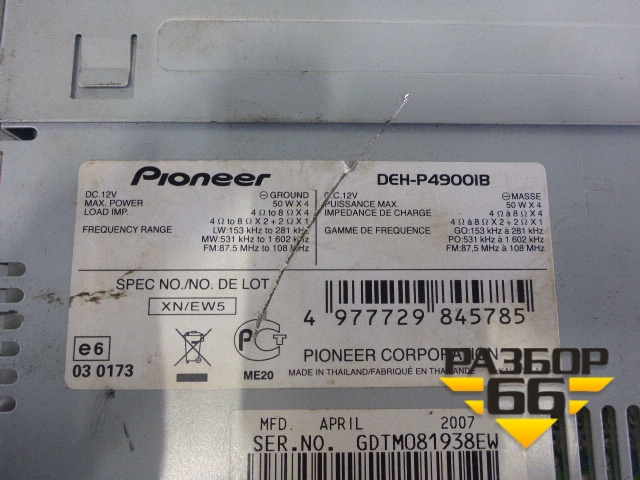 Pioneer DEH-P4900IB
DC.12V ⊖GROUND
MAX. POWER 50 W X 4
LOAD IMP. 4 Ω to 8 Ω X 4
4 Ω to 8 Ω X 2 + 2 Ω X 1
FREQUENCY RANGE LW:153 kHz to 281 kHz
MW:531 kHz to 1 602 kHz
FM:87.5 MHz to 108 MHz
DC.12V ⊖MASSE
PUISSANCE MAX. 50 W X 4
IMPEDANCE DE CHARGE 4 Ω à 8 Ω X 4
4 Ω à 8 Ω X 2 + 2 Ω X 1
GAMME DE FREQUENCE GO:153 kHz à 281 kHz
PO:531 kHz à 1 602 kHz
FM:87,5 MHz à 108 MHz
SPEC NO./NO. DE LOT
XN/EW5
4 977729 845785
e6
03 0173
ME20
PIONEER CORPORATION
MADE IN THAILAND/FABRIQUÉ EN THAILANDE
РАЗБОР
66
MFD. APRIL 2007
SER.NO. GDTM081938EW